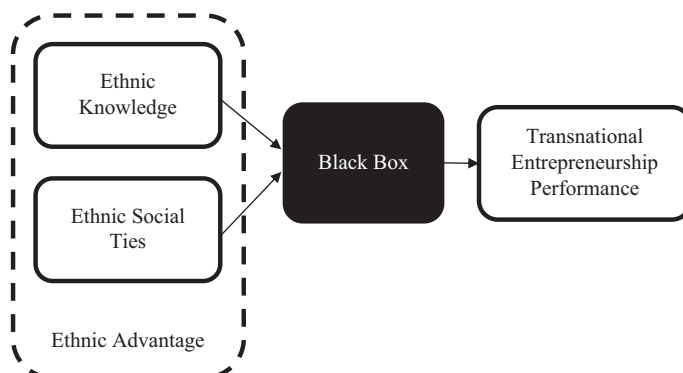 Ethnic
Knowledge
Ethnic Social
Ties
Ethnic Advantage
Black Box
Transnational
Entrepreneurship
Performance